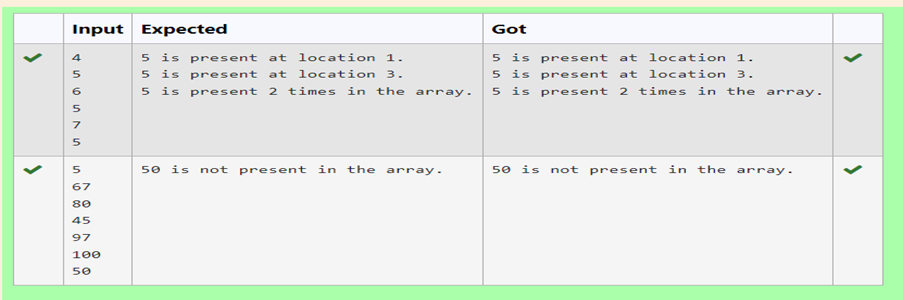 Input Expected Got
4 5 is present at location 1. 5 is present at location 1.
5 5 is present at location 3. 5 is present at location 3.
6 5 is present 2 times in the array. 5 is present 2 times in the array.
5
7
5
5 50 is not present in the array. 50 is not present in the array.
67
80
45
97
100
50